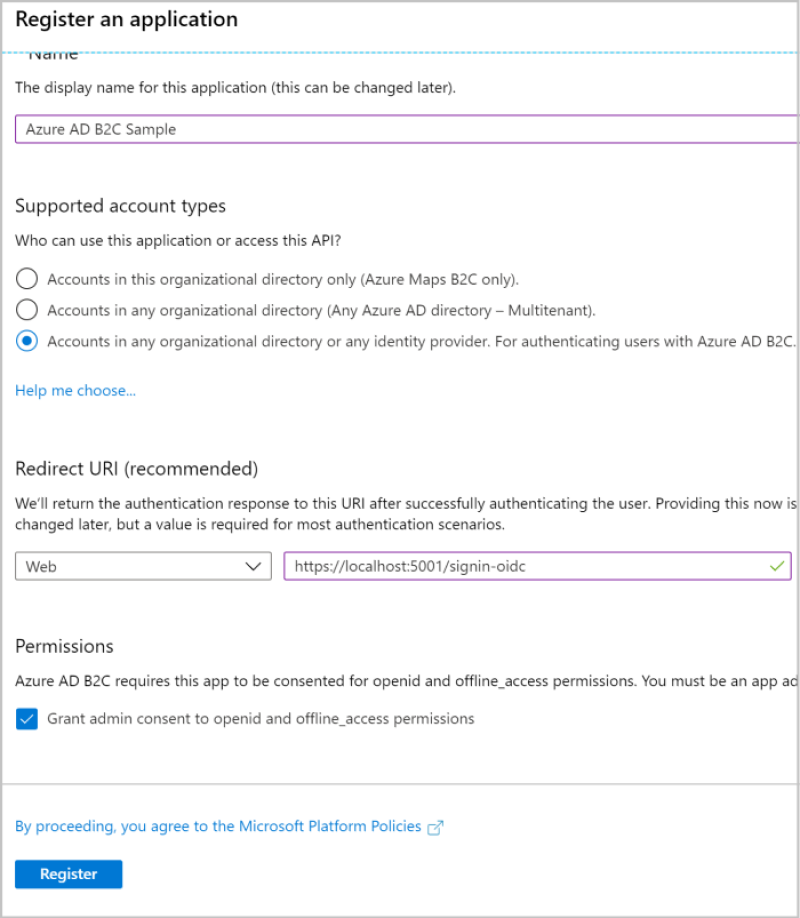 Register an application
Name
The display name for this application (this can be changed later).
Azure AD B2C Sample
Supported account types
Who can use this application or access this API?
Accounts in this organizational directory only (Azure Maps B2C only).
Accounts in any organizational directory (Any Azure AD directory – Multitenant).
Accounts in any organizational directory or any identity provider. For authenticating users with Azure AD B2C.
Help me choose...
Redirect URI (recommended)
We'll return the authentication response to this URI after successfully authenticating the user. Providing this now is
changed later, but a value is required for most authentication scenarios.
Web https://localhost:5001/signin-oidc
Permissions
Azure AD B2C requires this app to be consented for openid and offline_access permissions. You must be an app ad
Grant admin consent to openid and offline_access permissions
By proceeding, you agree to the Microsoft Platform Policies
Register